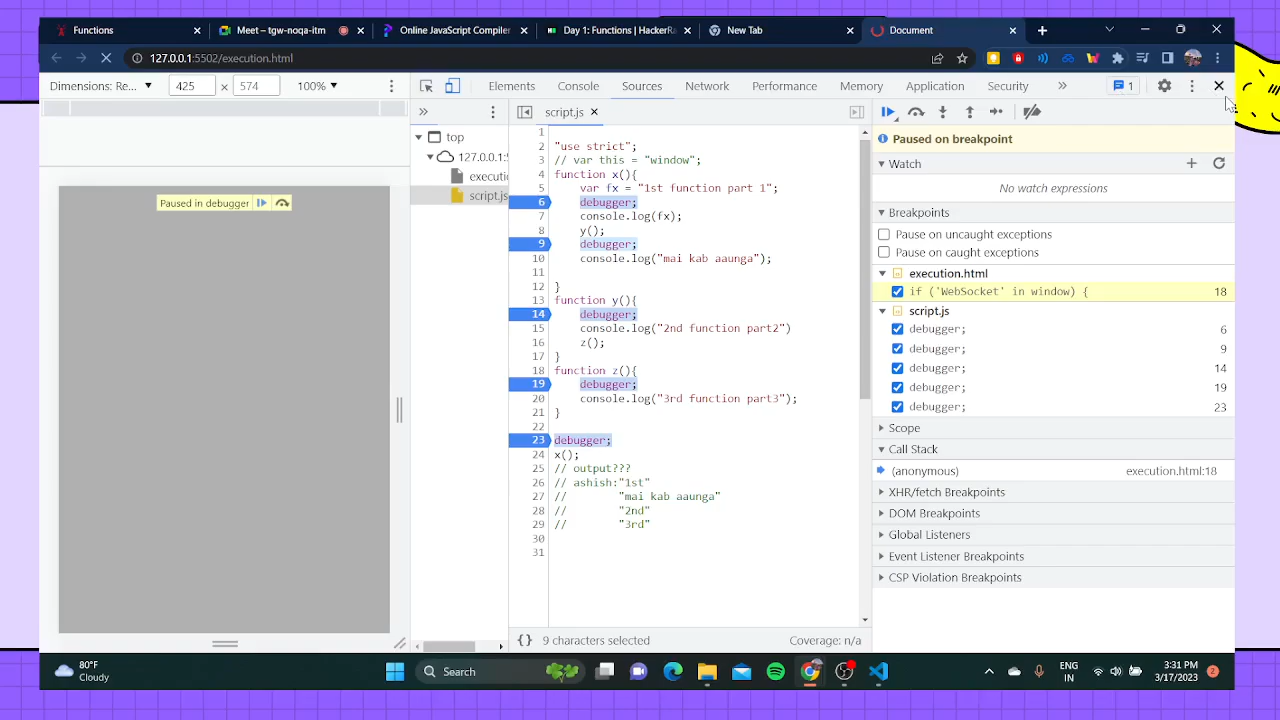 Functions
Meet – tgw-noqa-itm
Online JavaScript Compiler
Day 1: Functions | HackerRa
New Tab
Document
127.0.0.1:5502/execution.html
Dimensions: Re...
425
×
574
100%
Elements
Sources
Network
Performance
Memory
Application
Security
1
script.js
Paused on breakpoint
top
127.0.0.1:5
executi
script.js
Paused in debugger
1
2 "use strict";
3 // var this = "window";
4 function x(){
5 var fx = "1st function part 1";
6 debugger;
7 console.log(fx);
8 y();
9 debugger;
10 console.log("mai kab aaunga");
11
12 }
13 function y(){
14 debugger;
15 console.log("2nd function part2")
16 z();
17 }
18 function z(){
19 debugger;
20 console.log("3rd function part3");
21 }
22
23 debugger;
24 x();
25 // output???
26 // ashish:"1st"
27 // "mai kab aaunga"
28 // "2nd"
29 // "3rd"
30
31
{ } 9 characters selected
Coverage: n/a
Watch
No watch expressions
Breakpoints
Pause on uncaught exceptions
Pause on caught exceptions
execution.html
if ('WebSocket' in window) { 18
script.js
debugger; 6
debugger; 9
debugger; 14
debugger; 19
debugger; 23
Scope
Call Stack
(anonymous) execution.html:18
XHR/fetch Breakpoints
DOM Breakpoints
Global Listeners
Event Listener Breakpoints
CSP Violation Breakpoints
80°F
Cloudy
Search
ENG
IN
3:31 PM
3/17/2023
2